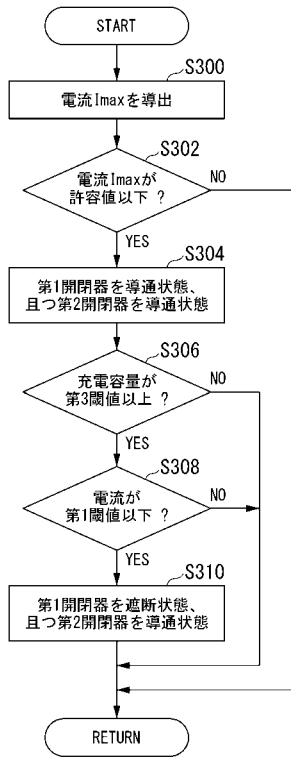 START
S300
電流Imaxを導出
S302
電流Imaxが
許容値以下 ?
NO
YES
S304
第1開閉器を導通状態、
且つ第2開閉器を導通状態
S306
充電容量が
第3閾値以上 ?
NO
YES
S308
電流が
第1閾値以下 ?
NO
YES
S310
第1開閉器を遮断状態、
且つ第2開閉器を導通状態
RETURN